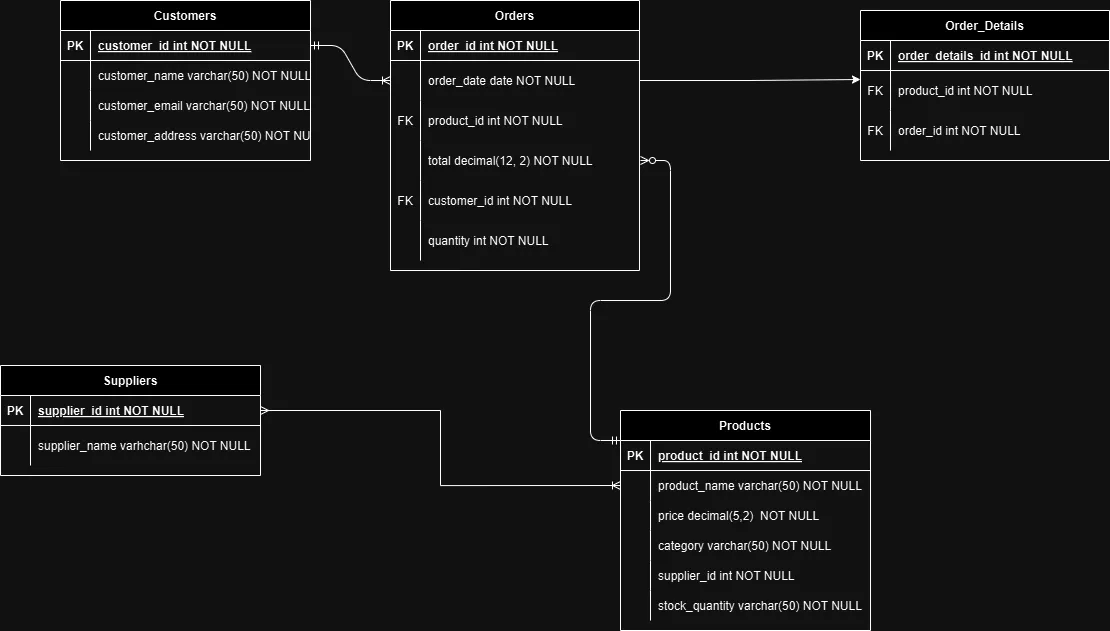 Customers
PK customer_id int NOT NULL
customer_name varchar(50) NOT NULL
customer_email varchar(50) NOT NULL
customer_address varchar(50) NOT NU
Orders
PK order_id int NOT NULL
order_date date NOT NULL
FK product_id int NOT NULL
total decimal(12, 2) NOT NULL
FK customer_id int NOT NULL
quantity int NOT NULL
Order_Details
PK order_details_id int NOT NULL
FK product_id int NOT NULL
FK order_id int NOT NULL
Suppliers
PK supplier_id int NOT NULL
supplier_name varhchar(50) NOT NULL
Products
PK product_id int NOT NULL
product_name varchar(50) NOT NULL
price decimal(5,2) NOT NULL
category varchar(50) NOT NULL
supplier_id int NOT NULL
stock_quantity varchar(50) NOT NULL